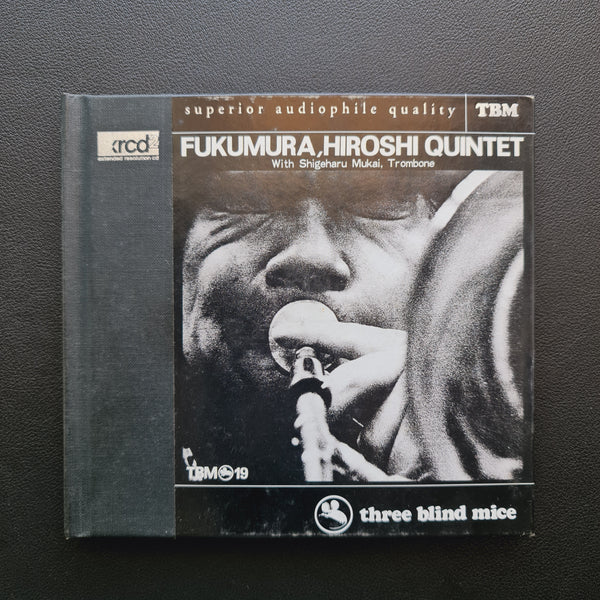 superior audiophile quality TBM
xrcd2
extended resolution cd
FUKUMURA, HIROSHI QUINTET
With Shigeharu Mukai, Trombone
TBM 19
three blind mice